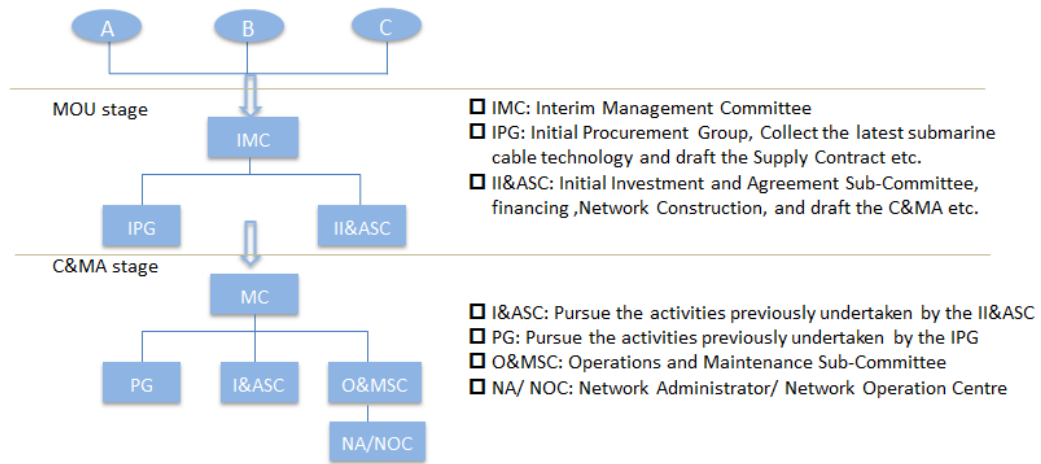 A
B
C
MOU stage
IMC
IPG
II&ASC
IMC: Interim Management Committee
IPG: Initial Procurement Group, Collect the latest submarine
cable technology and draft the Supply Contract etc.
II&ASC: Initial Investment and Agreement Sub-Committee,
financing ,Network Construction, and draft the C&MA etc.
C&MA stage
MC
PG
I&ASC
O&MSC
NA/NOC
I&ASC: Pursue the activities previously undertaken by the II&ASC
PG: Pursue the activities previously undertaken by the IPG
O&MSC: Operations and Maintenance Sub-Committee
NA/ NOC: Network Administrator/ Network Operation Centre